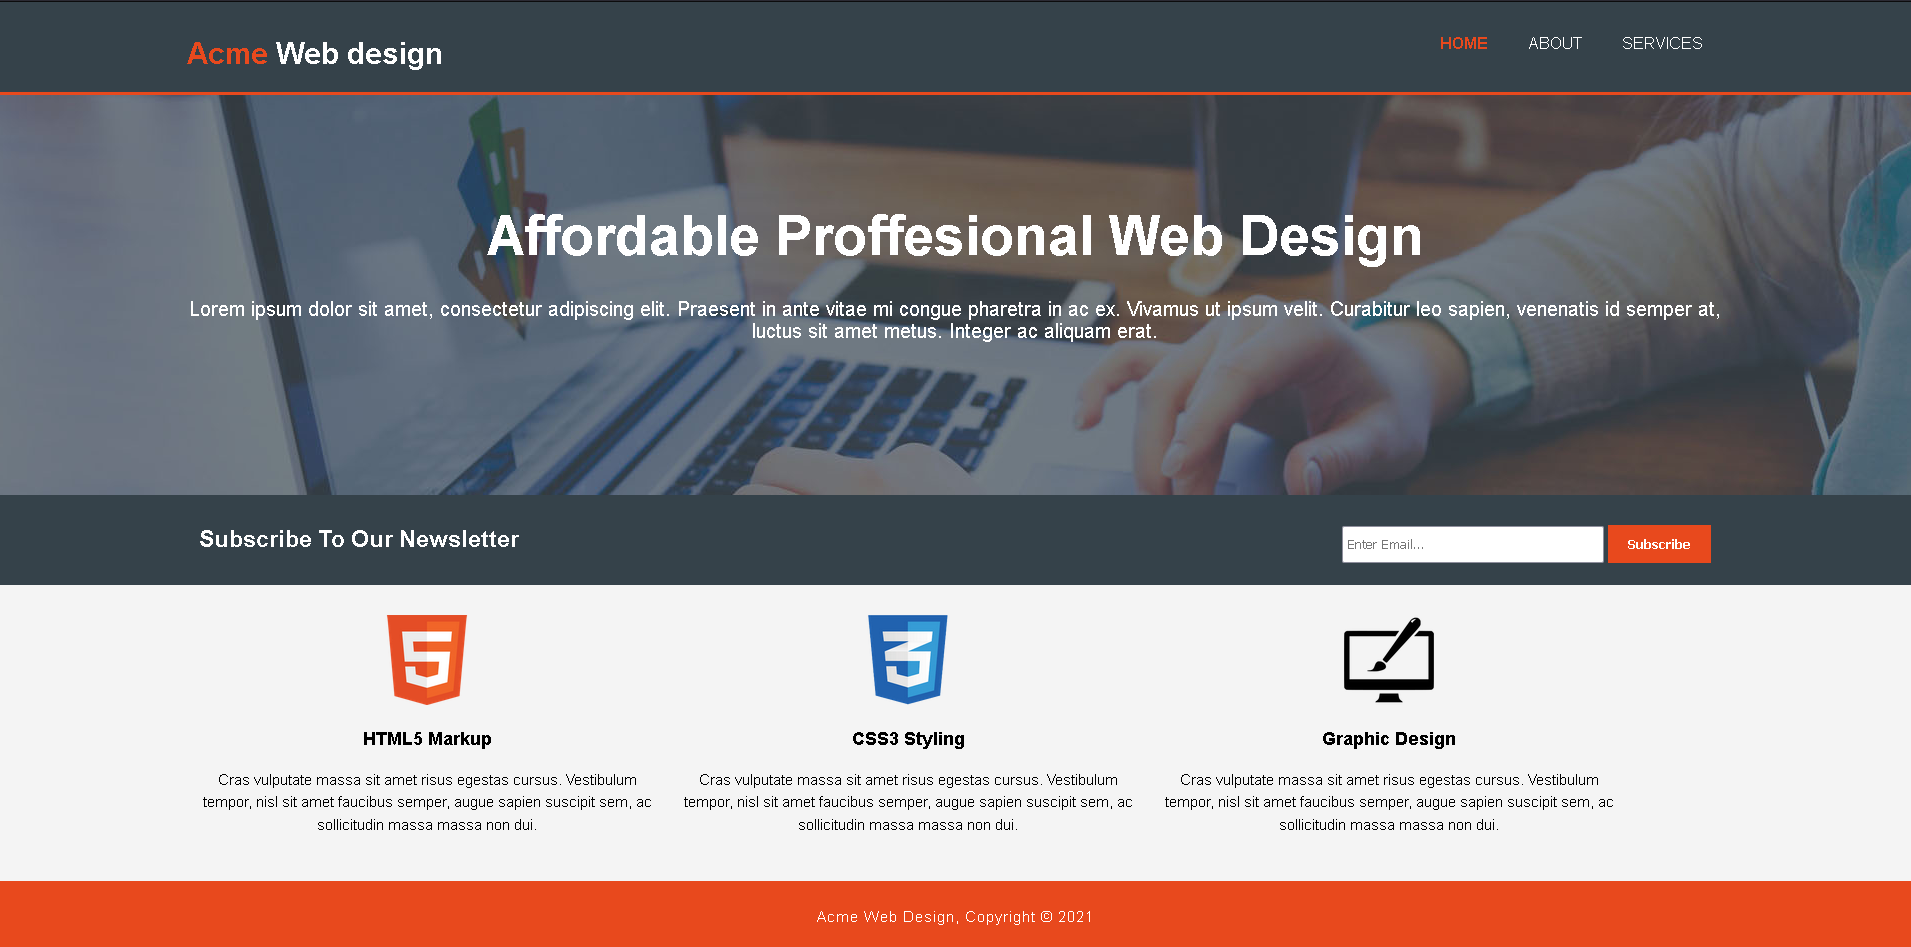 Acme Web design
HOME ABOUT SERVICES
Affordable Proffesional Web Design
Lorem ipsum dolor sit amet, consectetur adipiscing elit. Praesent in ante vitae mi congue pharetra in ac ex. Vivamus ut ipsum velit. Curabitur leo sapien, venenatis id semper at,
luctus sit amet metus. Integer ac aliquam erat.
Subscribe To Our Newsletter
Enter Email...
Subscribe
HTML5 Markup
Cras vulputate massa sit amet risus egestas cursus. Vestibulum
tempor, nisl sit amet faucibus semper, augue sapien suscipit sem, ac
sollicitudin massa massa non dui.
CSS3 Styling
Cras vulputate massa sit amet risus egestas cursus. Vestibulum
tempor, nisl sit amet faucibus semper, augue sapien suscipit sem, ac
sollicitudin massa massa non dui.
Graphic Design
Cras vulputate massa sit amet risus egestas cursus. Vestibulum
tempor, nisl sit amet faucibus semper, augue sapien suscipit sem, ac
sollicitudin massa massa non dui.
Acme Web Design, Copyright © 2021